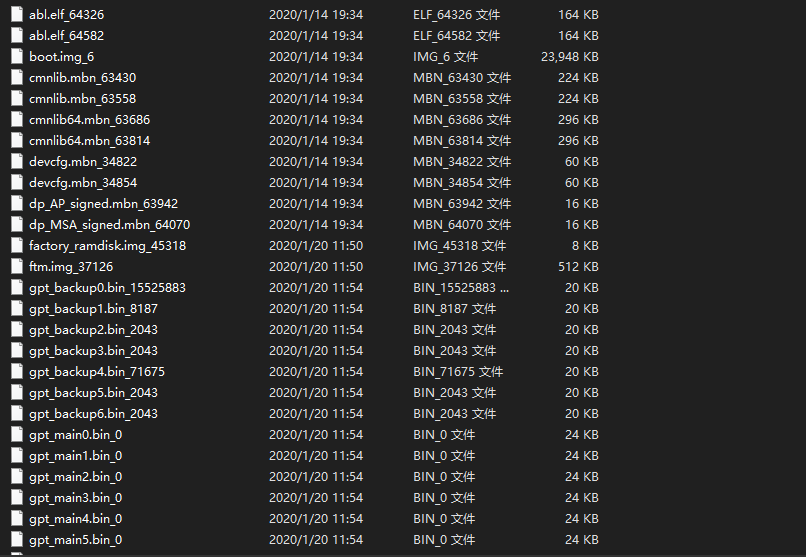 abl.elf_64326 2020/1/14 19:34 ELF_64326 文件 164 KB
abl.elf_64582 2020/1/14 19:34 ELF_64582 文件 164 KB
boot.img_6 2020/1/14 19:34 IMG_6 文件 23,948 KB
cmnlib.mbn_63430 2020/1/14 19:34 MBN_63430 文件 224 KB
cmnlib.mbn_63558 2020/1/14 19:34 MBN_63558 文件 224 KB
cmnlib64.mbn_63686 2020/1/14 19:34 MBN_63686 文件 296 KB
cmnlib64.mbn_63814 2020/1/14 19:34 MBN_63814 文件 296 KB
devcfg.mbn_34822 2020/1/14 19:34 MBN_34822 文件 60 KB
devcfg.mbn_34854 2020/1/14 19:34 MBN_34854 文件 60 KB
dp_AP_signed.mbn_63942 2020/1/14 19:34 MBN_63942 文件 16 KB
dp_MSA_signed.mbn_64070 2020/1/14 19:34 MBN_64070 文件 16 KB
factory_ramdisk.img_45318 2020/1/20 11:50 IMG_45318 文件 8 KB
ftm.img_37126 2020/1/20 11:50 IMG_37126 文件 512 KB
gpt_backup0.bin_15525883 2020/1/20 11:54 BIN_15525883 ... 20 KB
gpt_backup1.bin_8187 2020/1/20 11:54 BIN_8187 文件 20 KB
gpt_backup2.bin_2043 2020/1/20 11:54 BIN_2043 文件 20 KB
gpt_backup3.bin_2043 2020/1/20 11:54 BIN_2043 文件 20 KB
gpt_backup4.bin_71675 2020/1/20 11:54 BIN_71675 文件 20 KB
gpt_backup5.bin_2043 2020/1/20 11:54 BIN_2043 文件 20 KB
gpt_backup6.bin_2043 2020/1/20 11:54 BIN_2043 文件 20 KB
gpt_main0.bin_0 2020/1/20 11:54 BIN_0 文件 24 KB
gpt_main1.bin_0 2020/1/20 11:54 BIN_0 文件 24 KB
gpt_main2.bin_0 2020/1/20 11:54 BIN_0 文件 24 KB
gpt_main3.bin_0 2020/1/20 11:54 BIN_0 文件 24 KB
gpt_main4.bin_0 2020/1/20 11:54 BIN_0 文件 24 KB
gpt_main5.bin_0 2020/1/20 11:54 BIN_0 文件 24 KB